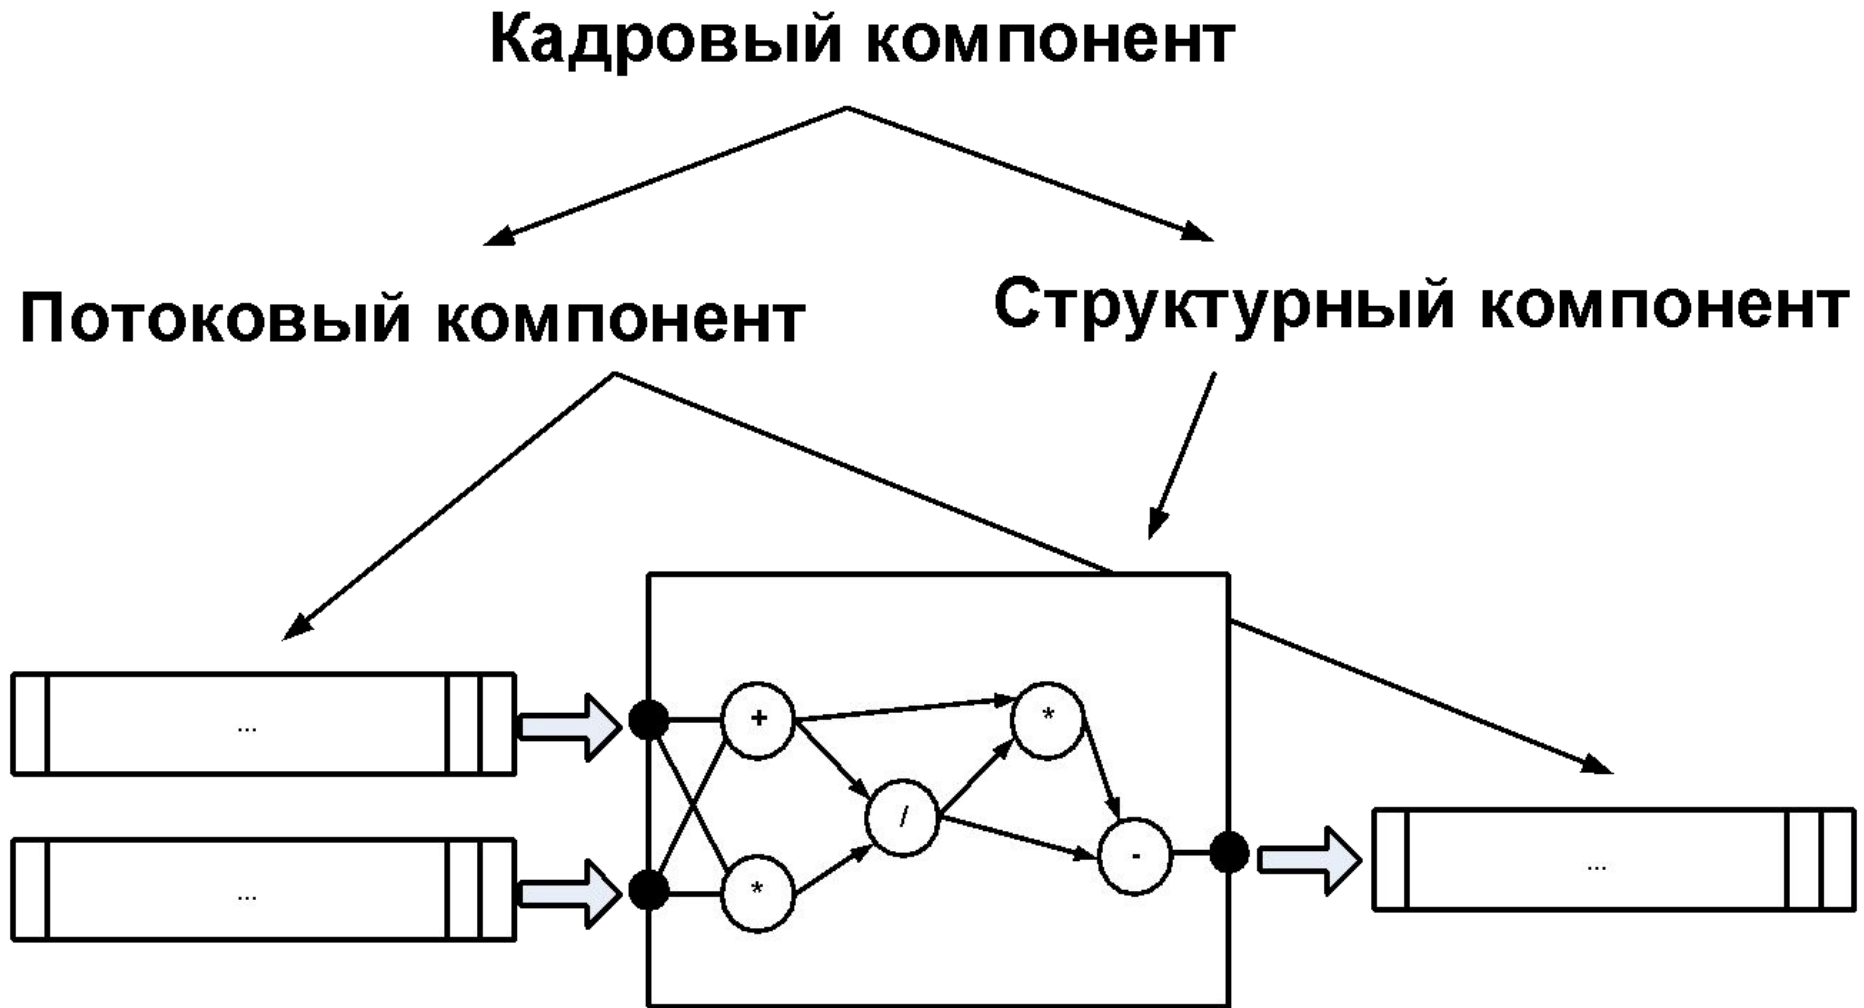 Кадровый компонент
Потоковый компонент
Структурный компонент
...
+
*
/
...
*
-
...